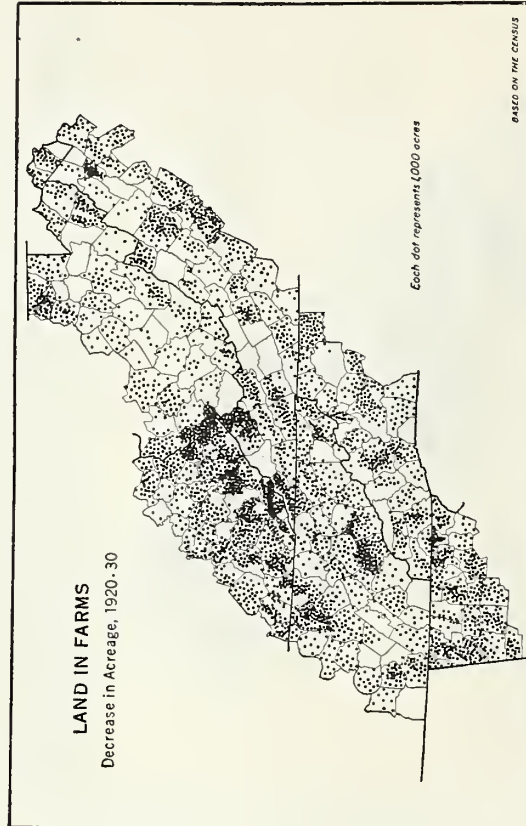 LAND IN FARMS
Decrease in Acreage, 1920-30
Each dot represents 1,000 acres
BASED ON THE CENSUS